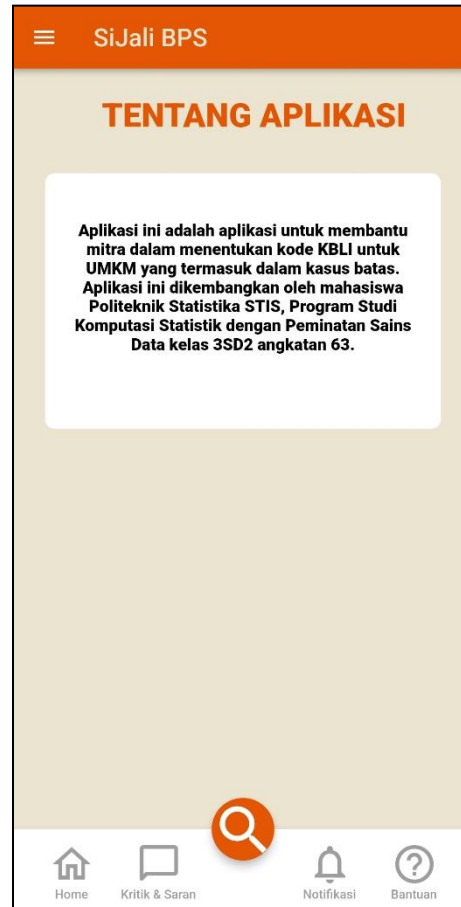 SiJali BPS
TENTANG APLIKASI
Aplikasi ini adalah aplikasi untuk membantu
mitra dalam menentukan kode KBLI untuk
UMKM yang termasuk dalam kasus batas.
Aplikasi ini dikembangkan oleh mahasiswa
Politeknik Statistika STIS, Program Studi
Komputasi Statistik dengan Peminatan Sains
Data kelas 3SD2 angkatan 63.
Home Kritik & Saran Notifikasi Bantuan